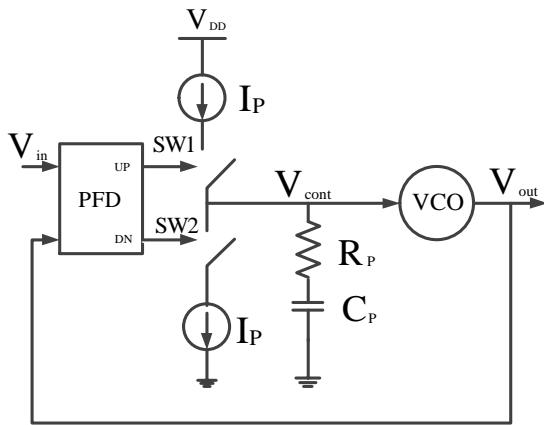 VDD
IP
Vin
SW1
UP
PFD
Vcont
VCO
Vout
SW2
DN
RP
CP
IP